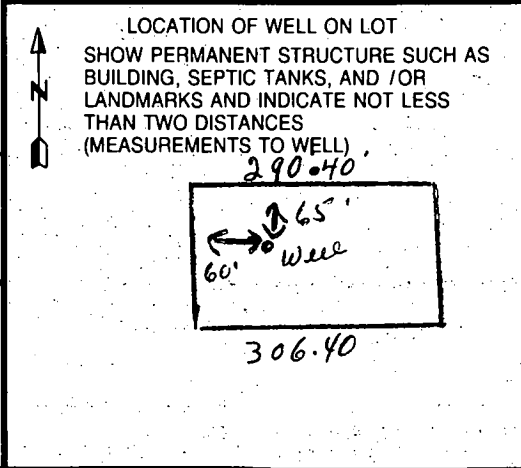 LOCATION OF WELL ON LOT
SHOW PERMANENT STRUCTURE SUCH AS
BUILDING, SEPTIC TANKS, AND / OR
LANDMARKS AND INDICATE NOT LESS
THAN TWO DISTANCES
(MEASUREMENTS TO WELL)
N
290.40'
65'
Well
60'
306.40